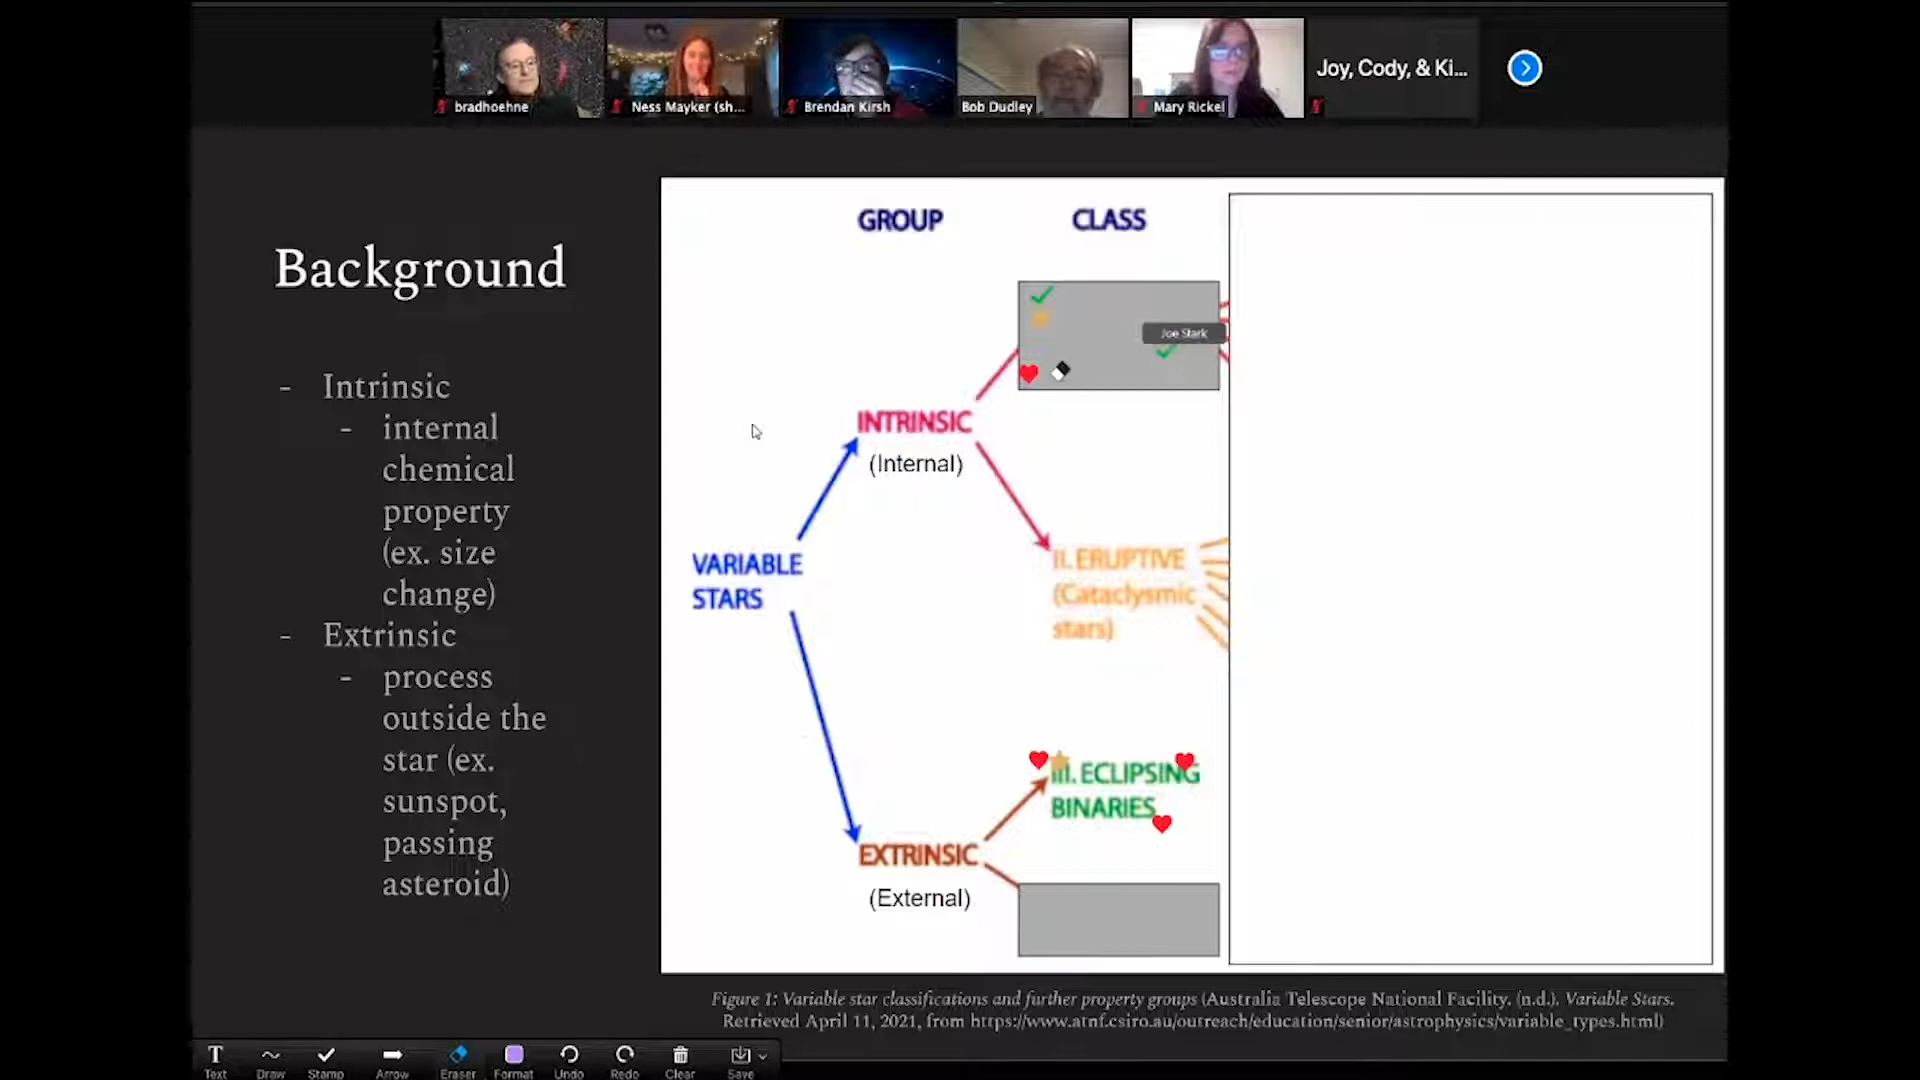 bradhoehne
Ness Mayker (sh...
Brendan Kirsh
Bob Dudley
Mary Rickel
Joy, Cody, & Ki...
Background
- Intrinsic
- internal
chemical
property
(ex. size
change)
- Extrinsic
- process
outside the
star (ex.
sunspot,
passing
asteroid)
GROUP
CLASS
Joe Stark
INTRINSIC
(Internal)
VARIABLE
STARS
II. ERUPTIVE
(Cataclysmic
stars)
III. ECLIPSING
BINARIES
EXTRINSIC
(External)
Figure 1: Variable star classifications and further property groups (Australia Telescope National Facility. (n.d.). Variable Stars.
Retrieved April 11, 2021, from https://www.atnf.csiro.au/outreach/education/senior/astrophysics/variable_types.html)
Text
Draw
Stamp
Arrow
Eraser
Format
Undo
Redo
Clear
Save